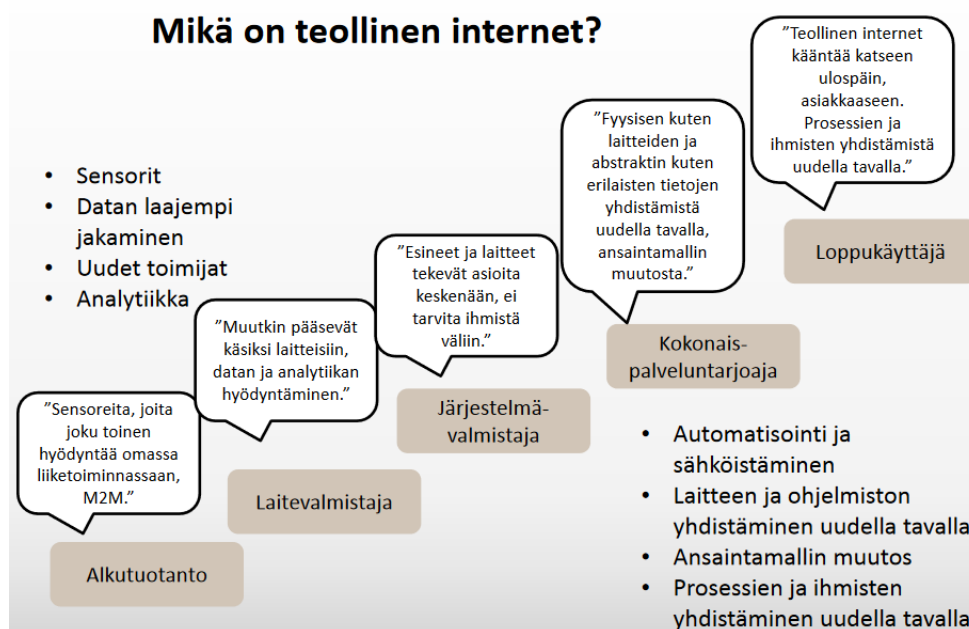 Mikä on teollinen internet?
• Sensorit
• Datan laajempi
jakaminen
• Uudet toimijat
• Analytiikka
”Sensoreita, joita
joku toinen
hyödyntää omassa
liiketoiminnassaan,
M2M.”
Alkutuotanto
”Muutkin pääsevät
käsiksi laitteisiin,
datan ja analytiikan
hyödyntäminen.”
Laitevalmistaja
”Esineet ja laitteet
tekevät asioita
keskenään, ei
tarvita ihmistä
väliin.”
Järjestelmä-
valmistaja
”Fyysisen kuten
laitteiden ja
abstraktin kuten
erilaisten tietojen
yhdistämistä
uudella tavalla,
ansaintamallin
muutosta.”
Kokonais-
palveluntarjoaja
”Teollinen internet
kääntää katseen
ulospäin,
asiakkaaseen.
Prosessien ja
ihmisten yhdistämistä
uudella tavalla.”
Loppukäyttäjä
• Automatisointi ja
sähköistäminen
• Laitteen ja ohjelmiston
yhdistäminen uudella tavalla
• Ansaintamallin muutos
• Prosessien ja ihmisten
yhdistäminen uudella tavalla